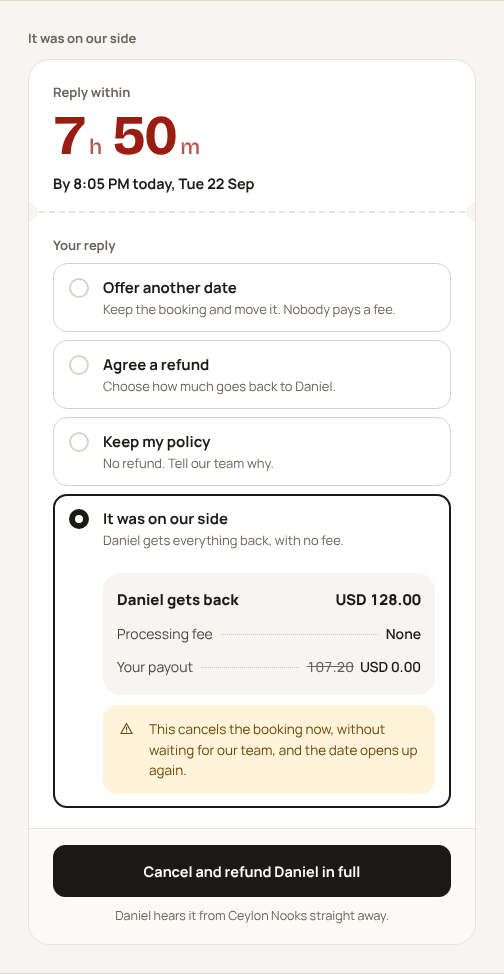 It was on our side
Reply within
7 h 50 m
By 8:05 PM today, Tue 22 Sep
Your reply
Offer another date
Keep the booking and move it. Nobody pays a fee.
Agree a refund
Choose how much goes back to Daniel.
Keep my policy
No refund. Tell our team why.
It was on our side
Daniel gets everything back, with no fee.
Daniel gets back USD 128.00
Processing fee None
Your payout 107.20 USD 0.00
This cancels the booking now, without
waiting for our team, and the date opens up
again.
Cancel and refund Daniel in full
Daniel hears it from Ceylon Nooks straight away.